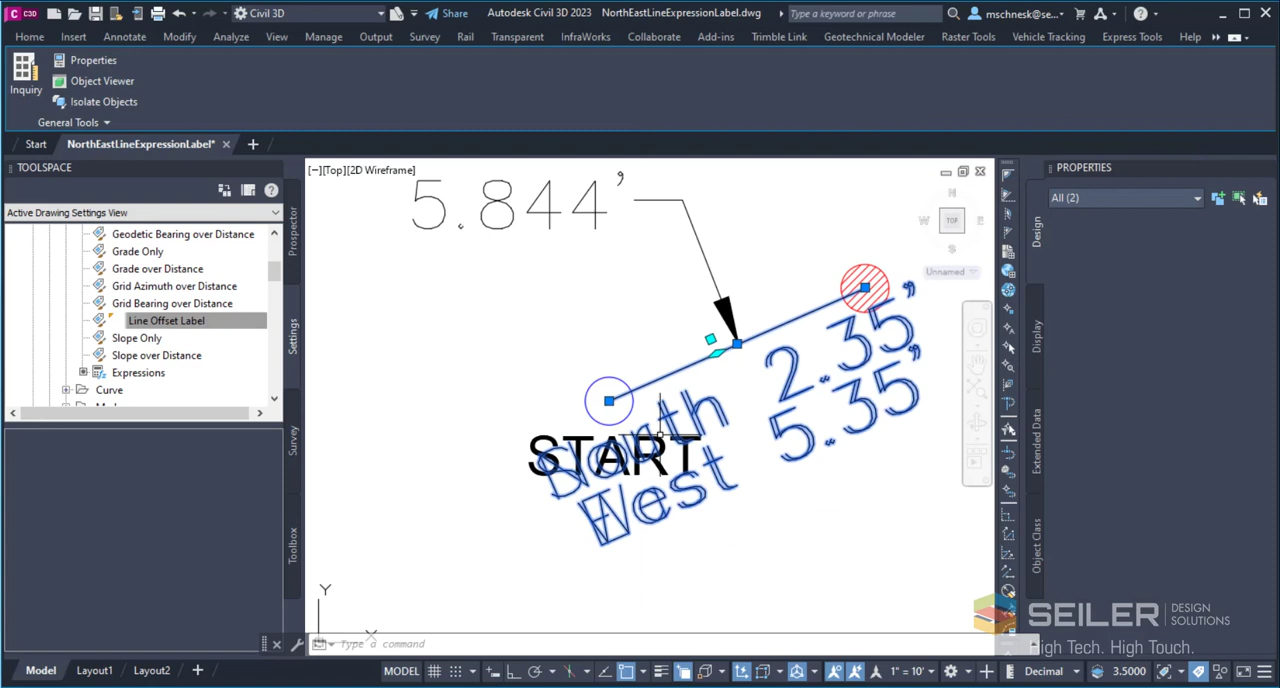 C3D
Civil 3D
Share
Autodesk Civil 3D 2023
NorthEastLineExpressionLabel.dwg
Type a keyword or phrase
mschnesk@se...
Home Insert Annotate Modify Analyze View Manage Output Survey Rail Transparent InfraWorks Collaborate Add-ins Trimble Link Geotechnical Modeler Raster Tools Vehicle Tracking Express Tools Help
Inquiry
Properties
Object Viewer
Isolate Objects
General Tools
Start
NorthEastLineExpressionLabel*
TOOLSPACE
Active Drawing Settings View
Geodetic Bearing over Distance
Grade Only
Grade over Distance
Grid Azimuth over Distance
Grid Bearing over Distance
Line Offset Label
Slope Only
Slope over Distance
Expressions
Curve
Prospector
Settings
Survey
Toolbox
[−][Top][2D Wireframe]
5.844'
START
2.35"
West 5.35"
Y
X
N
W TOP E
S
Unnamed
PROPERTIES
All (2)
Design
Display
Extended Data
Object Class
SEILER DESIGN SOLUTIONS
High Tech. High Touch.
Type a command
Model Layout1 Layout2
MODEL
1" = 10'
Decimal
3.5000